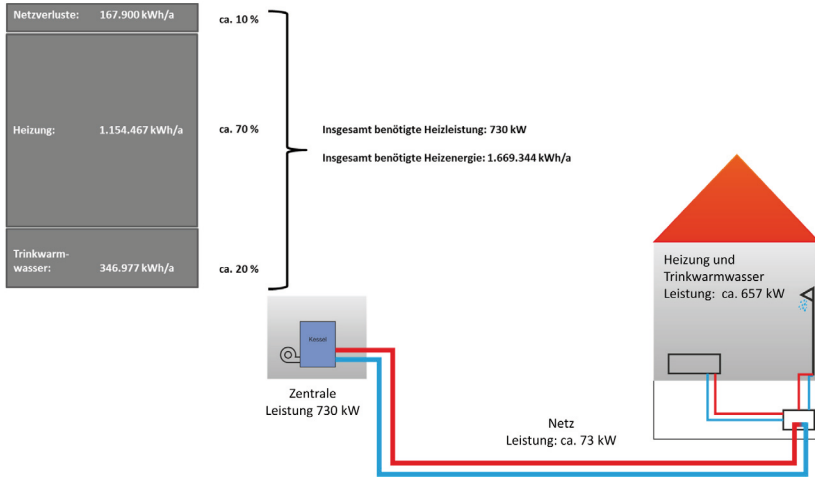 Netzverluste: 167.900 kWh/a
ca. 10 %
Heizung: 1.154.467 kWh/a
ca. 70 %
Insgesamt benötigte Heizleistung: 730 kW
Insgesamt benötigte Heizenergie: 1.669.344 kWh/a
Trinkwarm-
wasser: 346.977 kWh/a
ca. 20 %
Heizung und
Trinkwarmwasser
Leistung: ca. 657 kW
Kessel
Zentrale
Leistung 730 kW
Netz
Leistung: ca. 73 kW